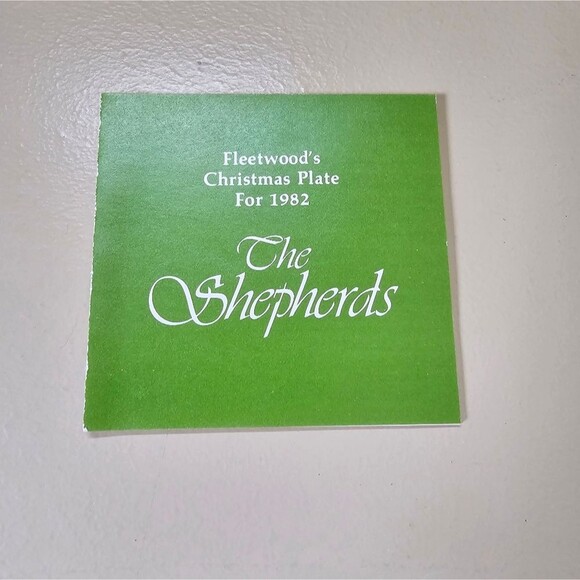 Fleetwood's
Christmas Plate
For 1982
The
Shepherds